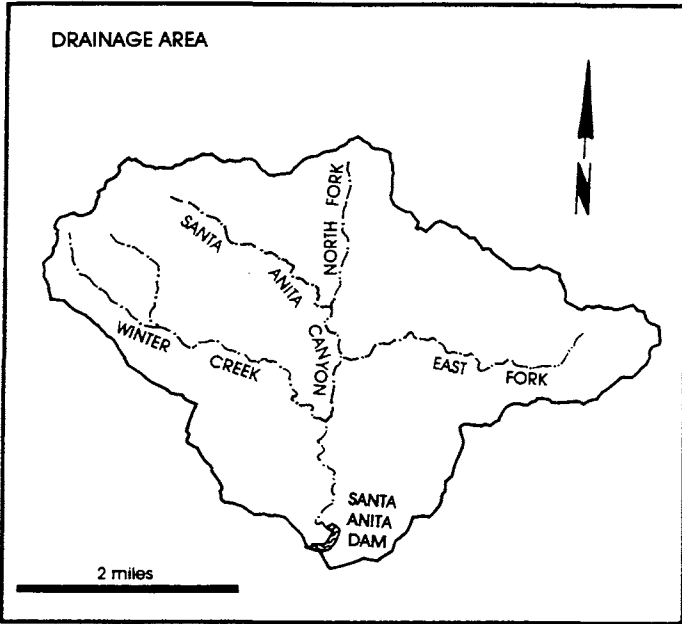 DRAINAGE AREA
N
NORTH FORK
SANTA ANITA CANYON
WINTER CREEK
EAST FORK
SANTA
ANITA
DAM
2 miles